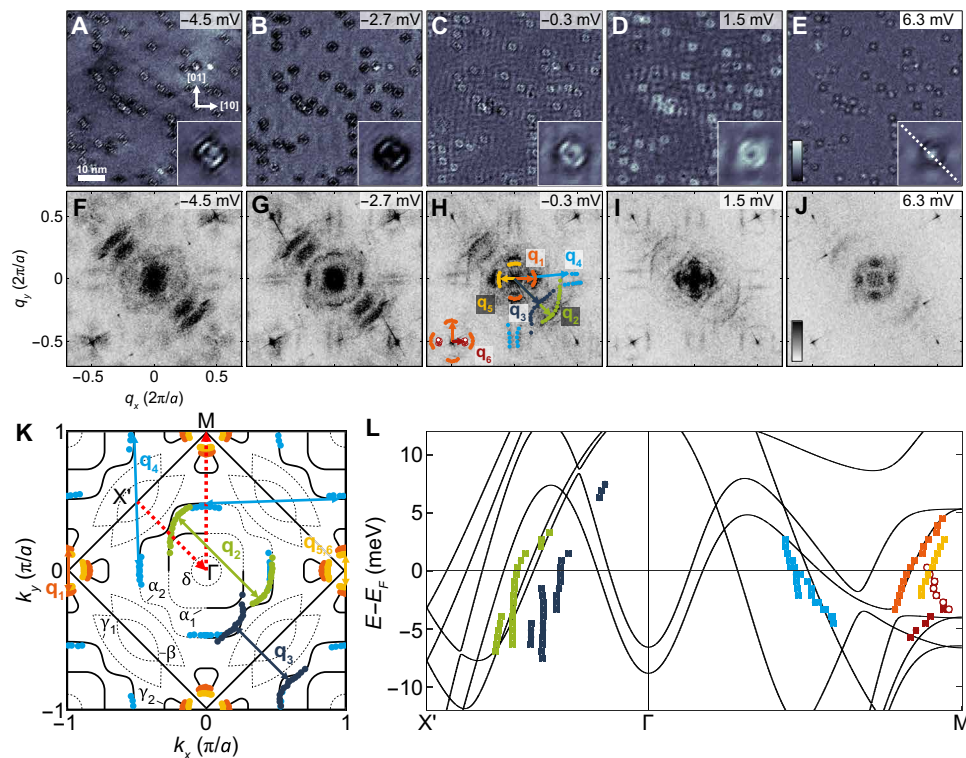 A −4.5 mV
B −2.7 mV
C −0.3 mV
D 1.5 mV
E 6.3 mV
[01]
[10]
10 nm
F −4.5 mV
G −2.7 mV
H −0.3 mV
I 1.5 mV
J 6.3 mV
q1
q4
q5
q3
q2
q6
0.5
0
−0.5
qy (2π/a)
−0.5 0 0.5
qx (2π/a)
K
M
1
q4
X'
q2
q5,6
Γ
δ
0
q1
α2
α1
γ1
β
q3
γ2
−1
−1 0 1
ky (π/a)
kx (π/a)
L
10
5
0
−5
−10
E−EF (meV)
X' Γ M